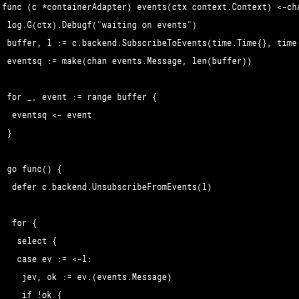 func (c *containerAdapter) events(ctx context.Context) <-cha
log.G(ctx).Debugf("waiting on events")
buffer, l := c.backend.SubscribeToEvents(time.Time{}, time
eventsq := make(chan events.Message, len(buffer))
for _, event := range buffer {
eventsq <- event
}
go func() {
defer c.backend.UnsubscribeFromEvents(l)
for {
select {
case ev := <-l:
jev, ok := ev.(events.Message)
if !ok {